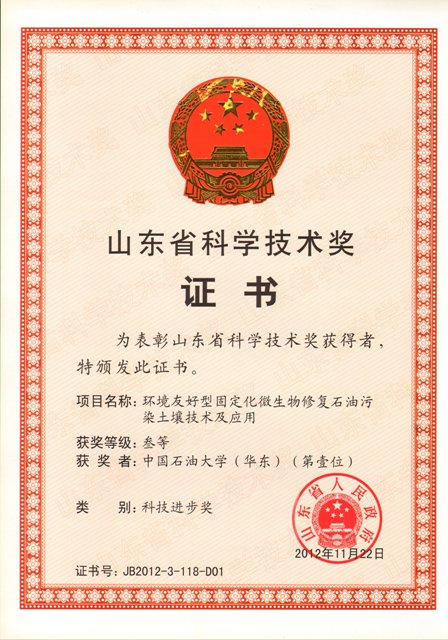 山东省科学技术奖
证书
为表彰山东省科学技术奖获得者，
特颁发此证书。
项目名称：环境友好型固定化微生物修复石油污
染土壤技术及应用
获奖等级：叁等
获奖者：中国石油大学（华东）（第壹位）
类别：科技进步奖
山东省人民政府
2012年11月22日
证书号：JB2012-3-118-D01